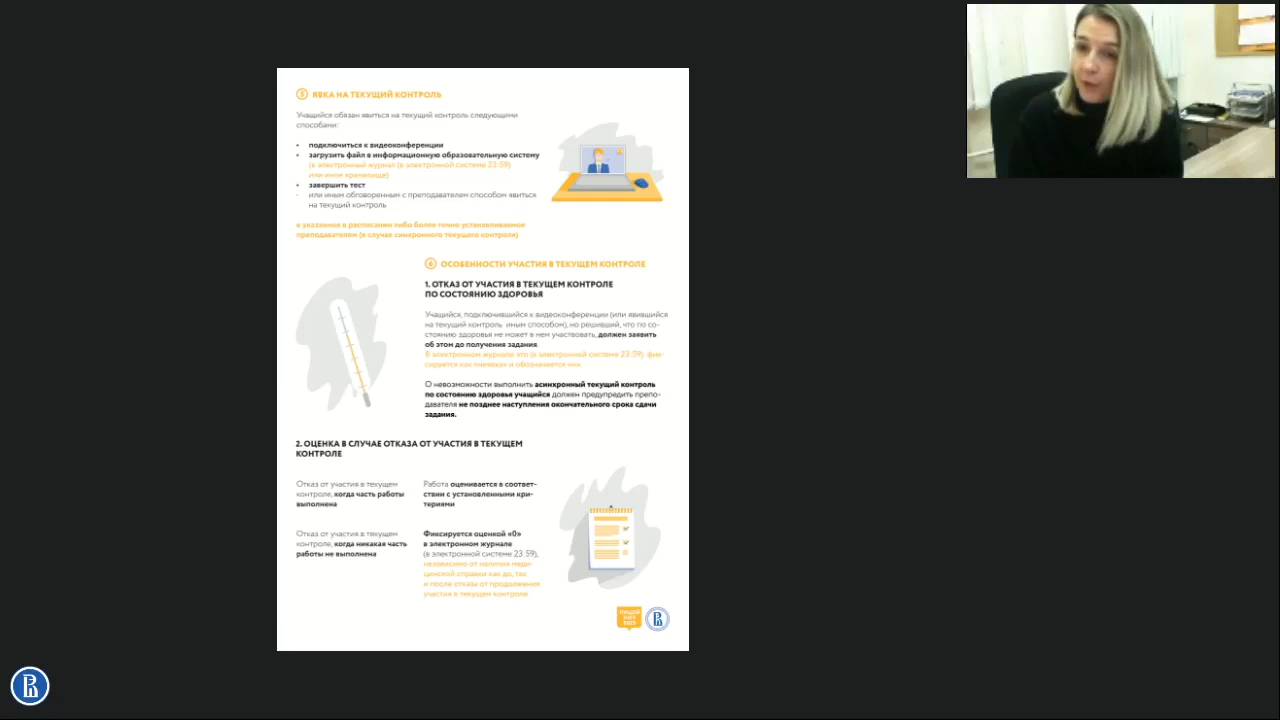 5 ЯВКА НА ТЕКУЩИЙ КОНТРОЛЬ
Учащийся обязан явиться на текущий контроль следующими
способами:
• подключиться к видеоконференции
• загрузить файл в информационную образовательную систему
(в электронный журнал (в электронной системе 23:59)
или ином хранилище)
• завершить тест
· или иным обговоренным с преподавателем способом явиться
на текущий контроль
в указанное в расписании либо более точно устанавливаемое
преподавателем (в случае синхронного текущего контроля)
6 ОСОБЕННОСТИ УЧАСТИЯ В ТЕКУЩЕМ КОНТРОЛЕ
1. ОТКАЗ ОТ УЧАСТИЯ В ТЕКУЩЕМ КОНТРОЛЕ
ПО СОСТОЯНИЮ ЗДОРОВЬЯ
Учащийся, подключившийся к видеоконференции (или явившийся
на текущий контроль иным способом), но решивший, что по со-
стоянию здоровья не может в нем участвовать, должен заявить
об этом до получения задания.
В электронном журнале это (в электронной системе 23:59) фик-
сируется как «неявка» и обозначается
О невозможности выполнить асинхронный текущий контроль
по состоянию здоровья учащийся должен предупредить препо-
давателя не позднее наступления окончательного срока сдачи
задания.
2. ОЦЕНКА В СЛУЧАЕ ОТКАЗА ОТ УЧАСТИЯ В ТЕКУЩЕМ
КОНТРОЛЕ
Отказ от участия в текущем
контроле, когда часть работы
выполнена
Работа оценивается в соответ-
ствии с установленными кри-
териями
Отказ от участия в текущем
контроле, когда никакая часть
работы не выполнена
Фиксируется оценкой «0»
в электронном журнале
(в электронной системе 23:59),
независимо от наличия меди-
цинской справки как до, так
и после отказа от продолжения
участия в текущем контроле
ЛИЦЕЙ
НИУ
ВШЭ